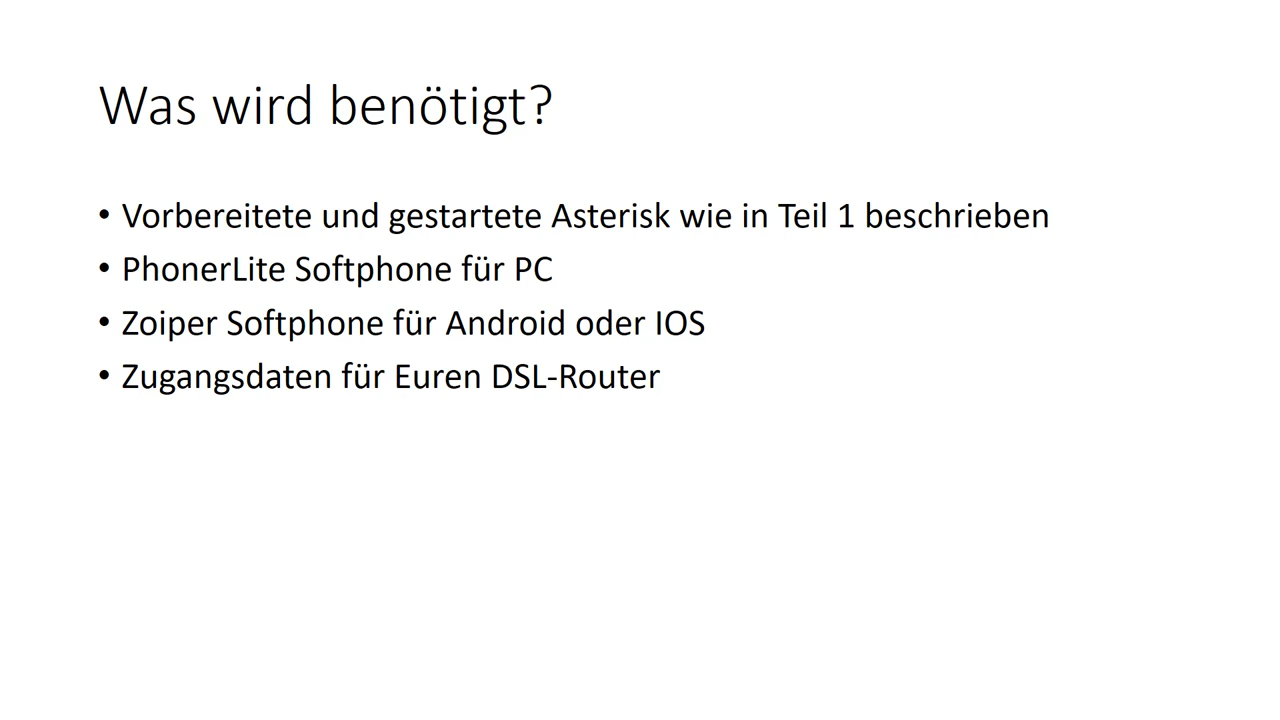 Was wird benötigt?
• Vorbereitete und gestartete Asterisk wie in Teil 1 beschrieben
• PhonerLite Softphone für PC
• Zoiper Softphone für Android oder IOS
• Zugangsdaten für Euren DSL-Router